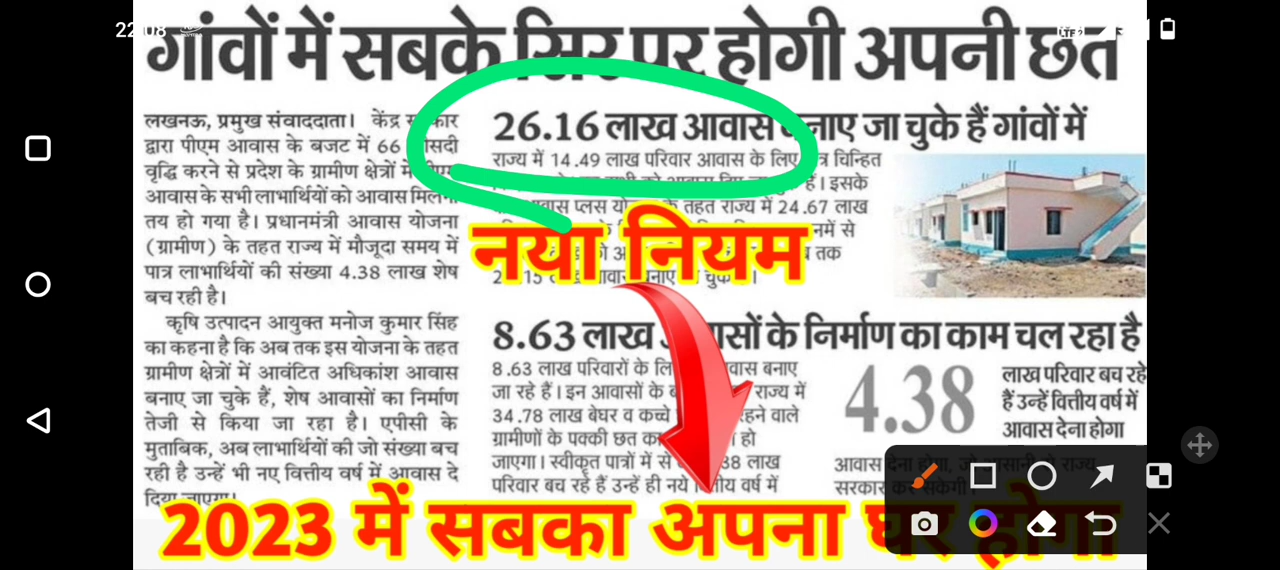 22:08
गांवों में सबके सिर पर होगी अपनी छत
लखनऊ, प्रमुख संवाददाता। केंद्र
द्वारा पीएम आवास के बजट में 66
वृद्धि करने से प्रदेश के ग्रामीण क्षेत्रों में
आवास के सभी लाभार्थियों को आवास मिलना
तय हो गया है। प्रधानमंत्री आवास योजना
(ग्रामीण) के तहत राज्य में मौजूदा समय में
पात्र लाभार्थियों की संख्या 4.38 लाख शेष
बच रही है।
कृषि उत्पादन आयुक्त मनोज कुमार सिंह
का कहना है कि अब तक इस योजना के तहत
ग्रामीण क्षेत्रों में आवंटित अधिकांश आवास
बनाए जा चुके हैं, शेष आवासों का निर्माण
तेजी से किया जा रहा है। एपीसी के
मुताबिक, अब लाभार्थियों की जो संख्या बच
रही है उन्हें भी नए वित्तीय वर्ष में आवास दे
दिया जाएगा।
26.16 लाख आवास बनाए जा चुके हैं गांवों में
राज्य में 14.49 लाख परिवार आवास के लिए चिन्हित
हैं। इसके
आवास प्लस के तहत राज्य में 24.67 लाख
में से
तक
चुके
नया नियम
8.63 लाख आवासों के निर्माण का काम चल रहा है
8.63 लाख परिवारों के आवास बनाए
जा रहे हैं। इन आवासों के राज्य में
34.78 लाख बेघर व कच्चे रहने वाले
ग्रामीणों के पक्की छत का हो
जाएगा। स्वीकृत पात्रों में से लाख
परिवार बच रहे हैं उन्हें ही नये वित्तीय वर्ष में
4.38
लाख परिवार बच रहे
हैं उन्हें वित्तीय वर्ष में
आवास देना होगा
आवास देना होगा, जो राज्य
सरकार कर सकेगी।
2023 में सबका अपना घर होगा